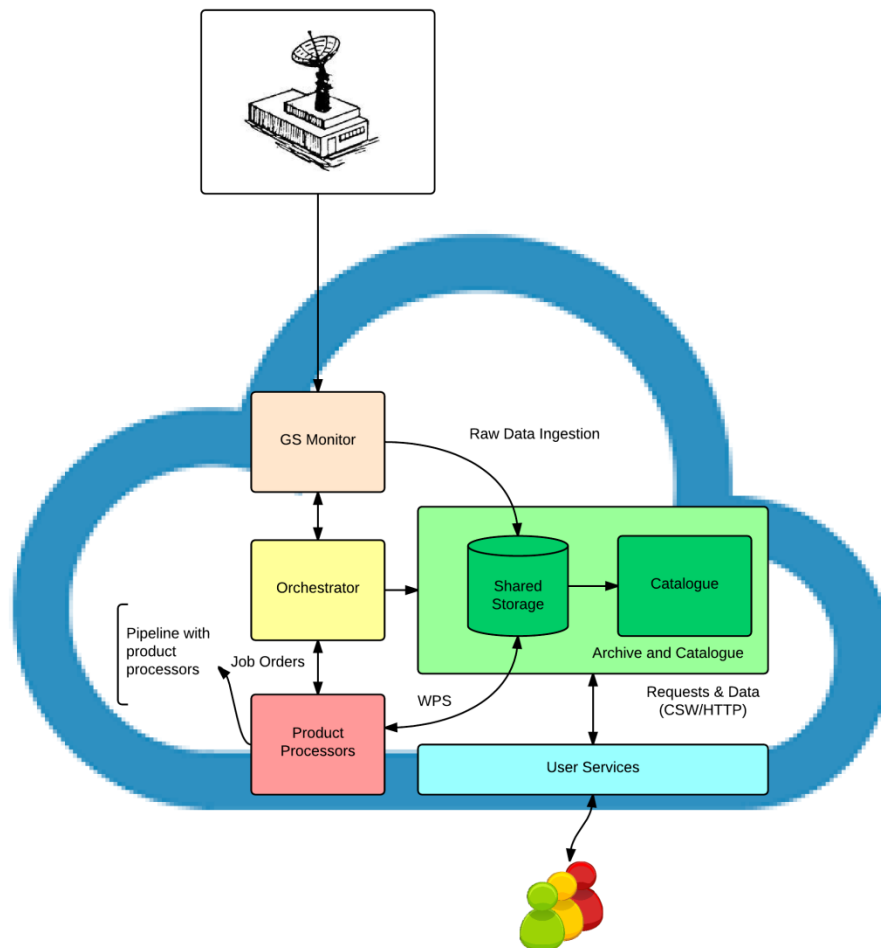 GS Monitor
Raw Data Ingestion
Orchestrator
Shared
Storage
Catalogue
Archive and Catalogue
Pipeline with
product
processors
Job Orders
WPS
Requests & Data
(CSW/HTTP)
Product
Processors
User Services